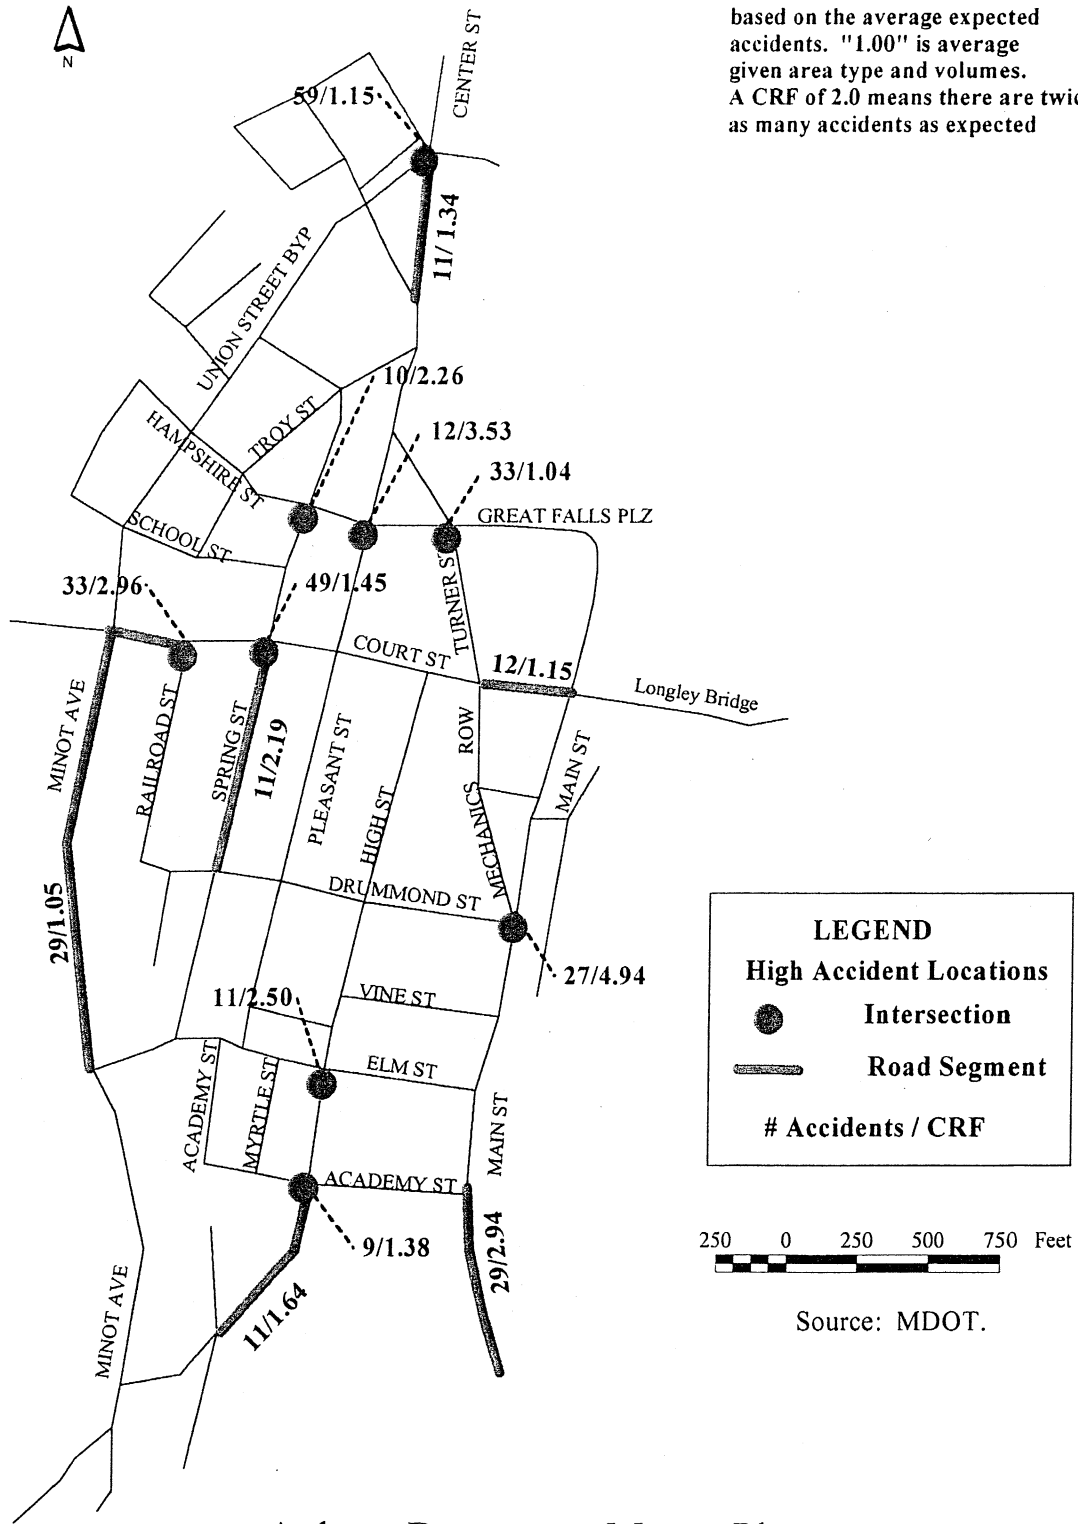 N
based on the average expected
accidents. "1.00" is average
given area type and volumes.
A CRF of 2.0 means there are
as many accidents as expected
CENTER ST
59/1.15
11/1.34
UNION STREET BYP
10/2.26
HAMPSHIRE ST
TROY ST
12/3.53
33/1.04
GREAT FALLS PLZ
SCHOOL ST
TURNER ST
33/2.96
49/1.45
COURT ST
12/1.15
Longley Bridge
MINOT AVE
RAILROAD ST
SPRING ST
11/2.19
PLEASANT ST
HIGH ST
MECHANICS ROW
MAIN ST
DRUMMOND ST
29/1.05
27/4.94
11/2.50
VINE ST
ELM ST
ACADEMY ST
MYRTLE ST
MAIN ST
ACADEMY ST
9/1.38
29/2.94
11/1.64
MINOT AVE
LEGEND
High Accident Locations
Intersection
Road Segment
# Accidents / CRF
250 0 250 500 750 Feet
Source: MDOT.